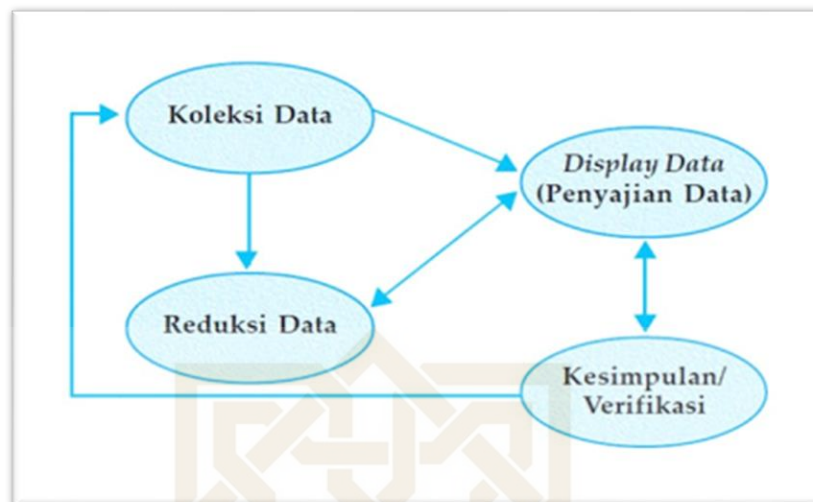 Koleksi Data
Display Data
(Penyajian Data)
Reduksi Data
Kesimpulan/
Verifikasi